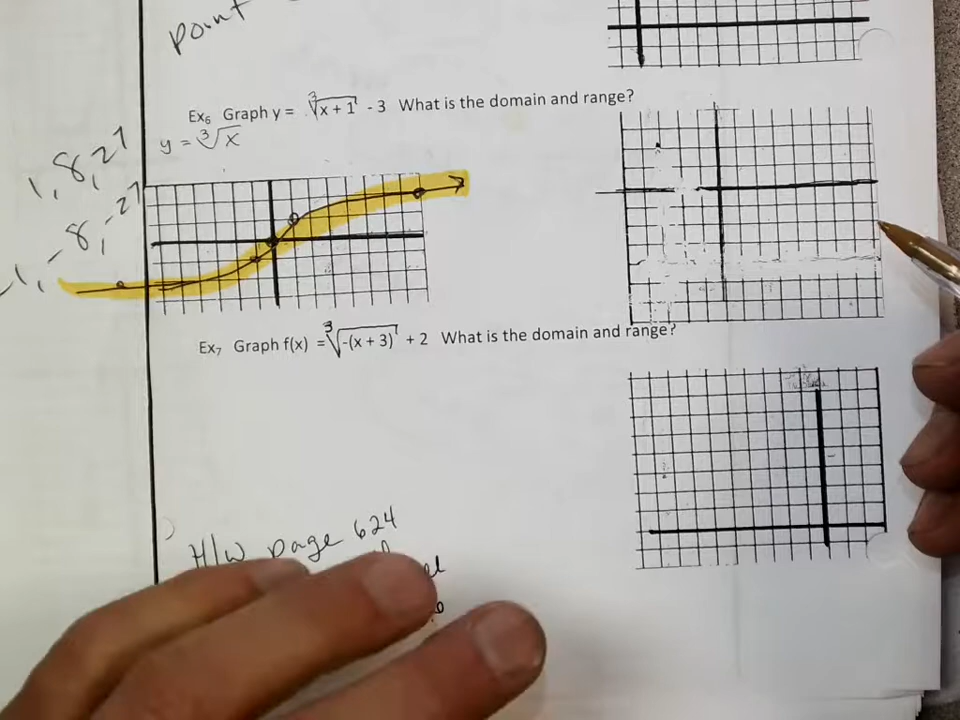 point
Ex6 Graph y = ∛(x + 1) - 3 What is the domain and range?
y = ∛x
1, 8, 27
-1, -8, -27
Ex7 Graph f(x) = ∛(-(x + 3)) + 2 What is the domain and range?
H/w page 624